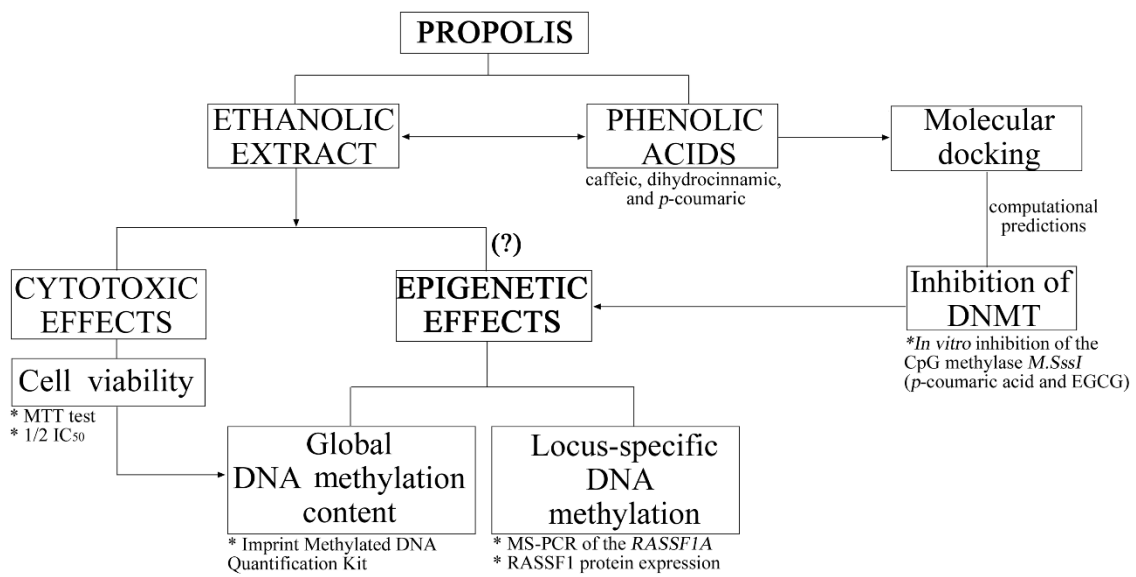 PROPOLIS
ETHANOLIC
EXTRACT
PHENOLIC
ACIDS
caffeic, dihydrocinnamic,
and p-coumaric
Molecular
docking
computational
predictions
(?)
CYTOTOXIC
EFFECTS
EPIGENETIC
EFFECTS
Inhibition of
DNMT
*In vitro inhibition of the
CpG methylase M.SssI
(p-coumaric acid and EGCG)
Cell viability
* MTT test
* 1/2 IC50
Global
DNA methylation
content
* Imprint Methylated DNA
Quantification Kit
Locus-specific
DNA
methylation
* MS-PCR of the RASSF1A
* RASSF1 protein expression